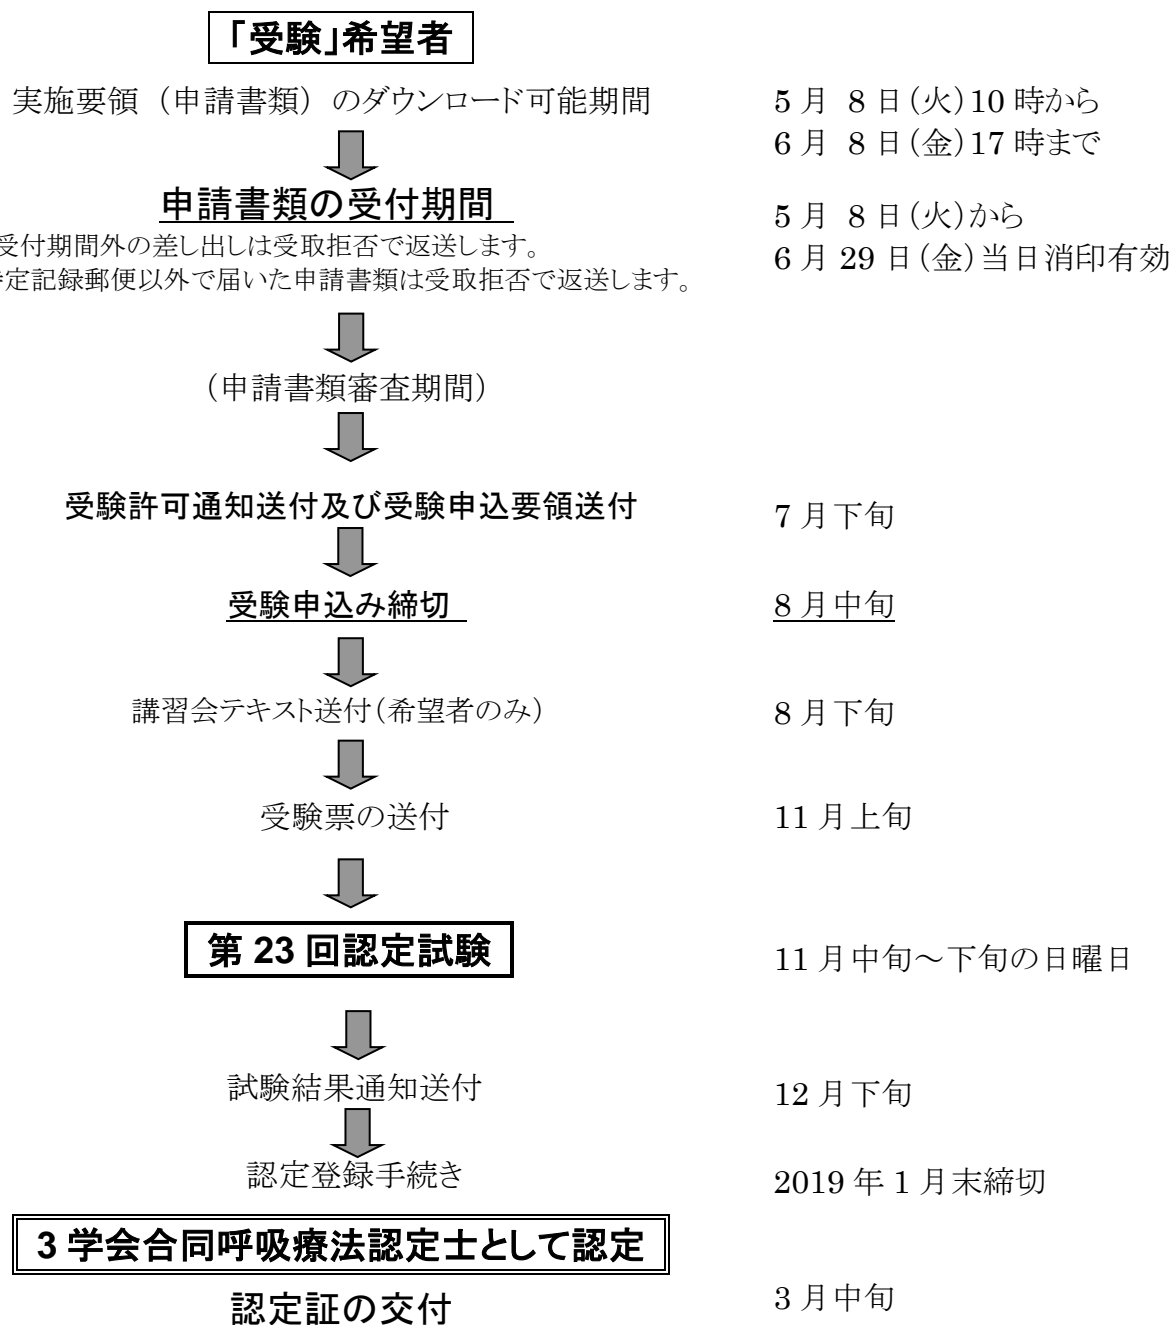 「受験」希望者
実施要領（申請書類）のダウンロード可能期間
5月 8日（火）10時から
6月 8日（金）17時まで
申請書類の受付期間
5月 8日（火）から
6月29日（金）当日消印有効
受付期間外の差し出しは受取拒否で返送します。
定記録郵便以外で届いた申請書類は受取拒否で返送します。
（申請書類審査期間）
受験許可通知送付及び受験申込要領送付
7月下旬
受験申込み締切
8月中旬
講習会テキスト送付（希望者のみ）
8月下旬
受験票の送付
11月上旬
第23回認定試験
11月中旬～下旬の日曜日
試験結果通知送付
12月下旬
認定登録手続き
2019年1月末締切
3学会合同呼吸療法認定士として認定
認定証の交付
3月中旬